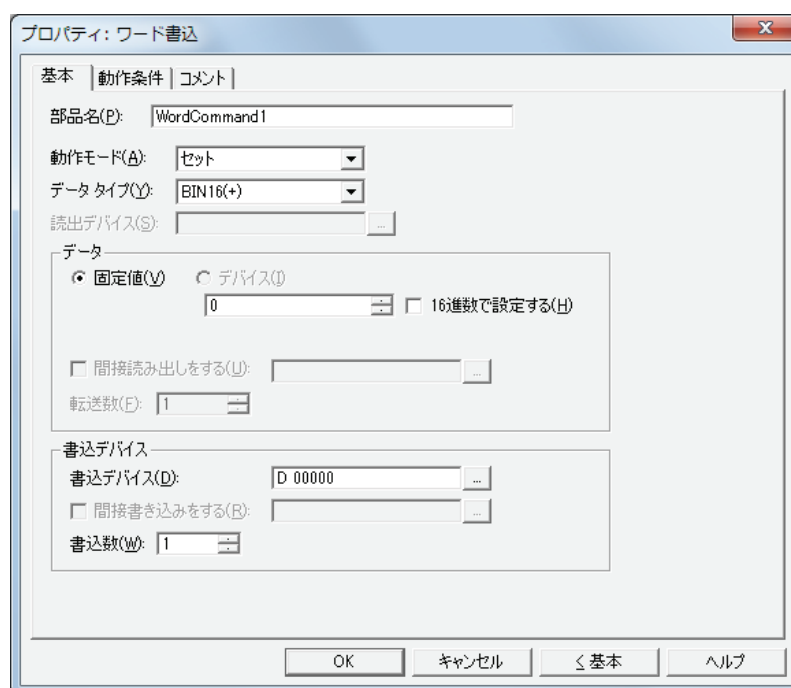 プロパティ: ワード書込
基本 動作条件 コメント
部品名(P): WordCommand1
動作モード(A): セット
データ タイプ(Y): BIN16(+)
読出デバイス(S): ...
データ
固定値(V) デバイス(I)
0 16進数で設定する(H)
間接読み出しをする(U): ...
転送数(F): 1
書込デバイス
書込デバイス(D): D 00000 ...
間接書き込みをする(R): ...
書込数(W): 1
OK キャンセル < 基本 ヘルプ